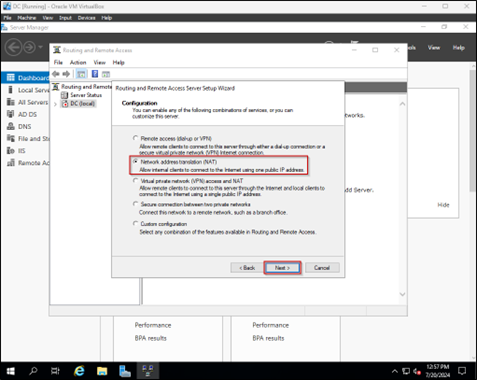 DC [Running] - Oracle VM VirtualBox
File Machine View Input Devices Help
Server Manager
Routing and Remote Access
Tools View Help
File Action View Help
Dashboard
Local Serve
All Servers
AD DS
DNS
File and Sto
IIS
Remote Ac
Routing and Remote
Server Status
DC (local)
Routing and Remote Access Server Setup Wizard
Configuration
You can enable any of the following combinations of services, or you can
customize this server.
Remote access (dial-up or VPN)
Allow remote clients to connect to this server through either a dial-up connection or a
secure virtual private network (VPN) Internet connection.
Network address translation (NAT)
Allow internal clients to connect to the Internet using one public IP address.
Virtual private network (VPN) access and NAT
Allow remote clients to connect to this server through the Internet and local clients to
connect to the Internet using a single public IP address.
Secure connection between two private networks
Connect this network to a remote network, such as a branch office.
Custom configuration
Select any combination of the features available in Routing and Remote Access.
< Back Next > Cancel
tworks.
dd Server.
Hide
Performance
BPA results
Performance
BPA results
12:57 PM
7/20/2024